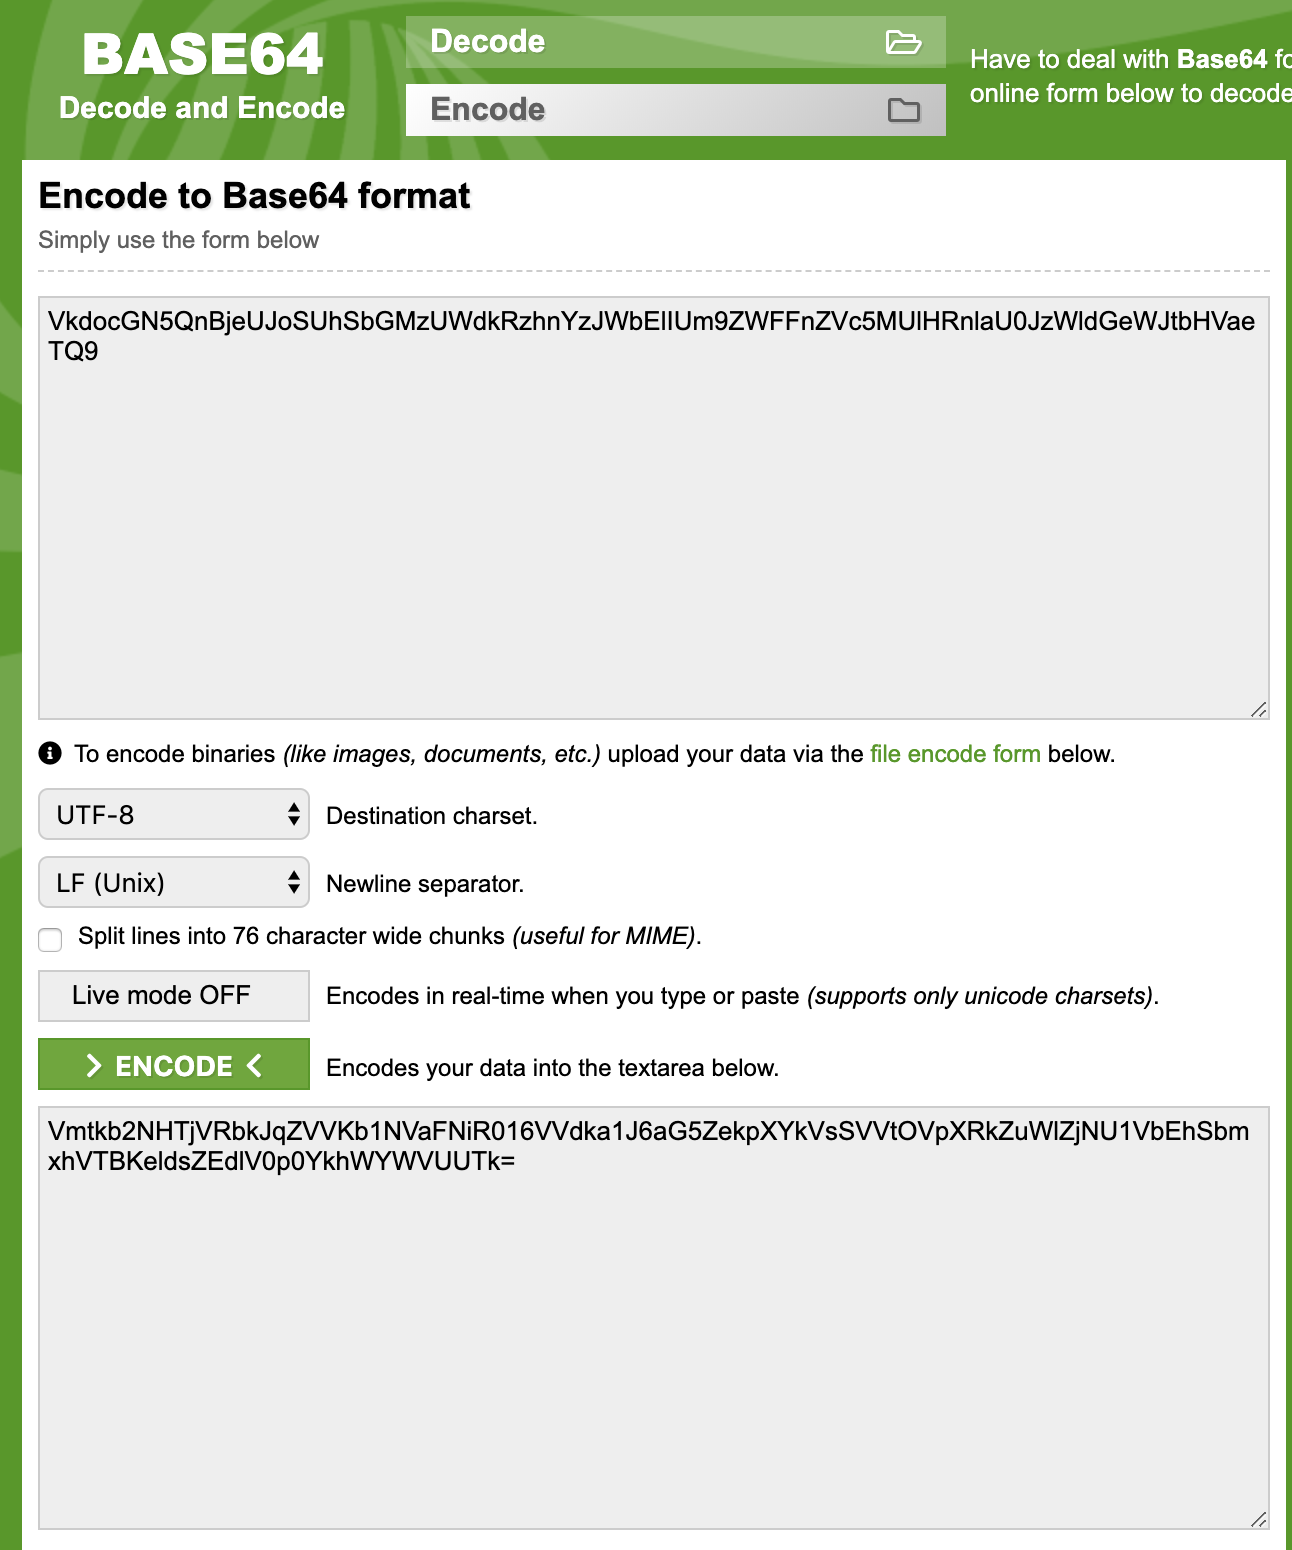 BASE64
Decode and Encode
Decode
Encode
Have to deal with Base64 fo
online form below to decode
Encode to Base64 format
Simply use the form below
VkdocGN5QnBjeUJoSUhSbGMzUWdkRzhnYzJWbElIUm9ZWFFnZVc5MUlHRnlaU0JzWldGeWJtbHVae
TQ9
To encode binaries (like images, documents, etc.) upload your data via the file encode form below.
UTF-8 Destination charset.
LF (Unix) Newline separator.
Split lines into 76 character wide chunks (useful for MIME).
Live mode OFF Encodes in real-time when you type or paste (supports only unicode charsets).
> ENCODE < Encodes your data into the textarea below.
Vmtkb2NHTjVRbkJqZVVKb1NVaFNiR016VVdka1J6aG5ZekpXYkVsSVVtOVpXRkZuWlZjNU1VbEhSbm
xhVTBKeldsZEdlV0p0YkhWYWVUUTk=